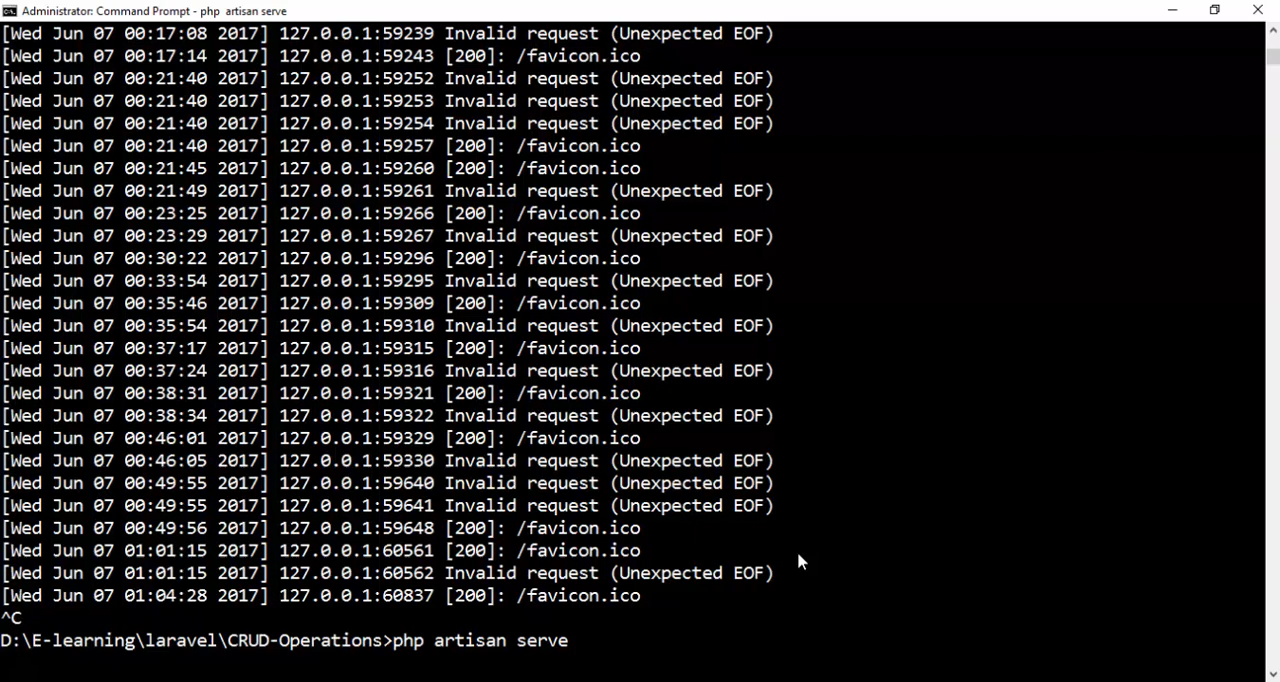 Administrator: Command Prompt - php  artisan serve
[Wed Jun 07 00:17:08 2017] 127.0.0.1:59239 Invalid request (Unexpected EOF)
[Wed Jun 07 00:17:14 2017] 127.0.0.1:59243 [200]: /favicon.ico
[Wed Jun 07 00:21:40 2017] 127.0.0.1:59252 Invalid request (Unexpected EOF)
[Wed Jun 07 00:21:40 2017] 127.0.0.1:59253 Invalid request (Unexpected EOF)
[Wed Jun 07 00:21:40 2017] 127.0.0.1:59254 Invalid request (Unexpected EOF)
[Wed Jun 07 00:21:40 2017] 127.0.0.1:59257 [200]: /favicon.ico
[Wed Jun 07 00:21:45 2017] 127.0.0.1:59260 [200]: /favicon.ico
[Wed Jun 07 00:21:49 2017] 127.0.0.1:59261 Invalid request (Unexpected EOF)
[Wed Jun 07 00:23:25 2017] 127.0.0.1:59266 [200]: /favicon.ico
[Wed Jun 07 00:23:29 2017] 127.0.0.1:59267 Invalid request (Unexpected EOF)
[Wed Jun 07 00:30:22 2017] 127.0.0.1:59296 [200]: /favicon.ico
[Wed Jun 07 00:33:54 2017] 127.0.0.1:59295 Invalid request (Unexpected EOF)
[Wed Jun 07 00:35:46 2017] 127.0.0.1:59309 [200]: /favicon.ico
[Wed Jun 07 00:35:54 2017] 127.0.0.1:59310 Invalid request (Unexpected EOF)
[Wed Jun 07 00:37:17 2017] 127.0.0.1:59315 [200]: /favicon.ico
[Wed Jun 07 00:37:24 2017] 127.0.0.1:59316 Invalid request (Unexpected EOF)
[Wed Jun 07 00:38:31 2017] 127.0.0.1:59321 [200]: /favicon.ico
[Wed Jun 07 00:38:34 2017] 127.0.0.1:59322 Invalid request (Unexpected EOF)
[Wed Jun 07 00:46:01 2017] 127.0.0.1:59329 [200]: /favicon.ico
[Wed Jun 07 00:46:05 2017] 127.0.0.1:59330 Invalid request (Unexpected EOF)
[Wed Jun 07 00:49:55 2017] 127.0.0.1:59640 Invalid request (Unexpected EOF)
[Wed Jun 07 00:49:55 2017] 127.0.0.1:59641 Invalid request (Unexpected EOF)
[Wed Jun 07 00:49:56 2017] 127.0.0.1:59648 [200]: /favicon.ico
[Wed Jun 07 01:01:15 2017] 127.0.0.1:60561 [200]: /favicon.ico
[Wed Jun 07 01:01:15 2017] 127.0.0.1:60562 Invalid request (Unexpected EOF)
[Wed Jun 07 01:04:28 2017] 127.0.0.1:60837 [200]: /favicon.ico
^C
D:\E-learning\laravel\CRUD-Operations>php artisan serve